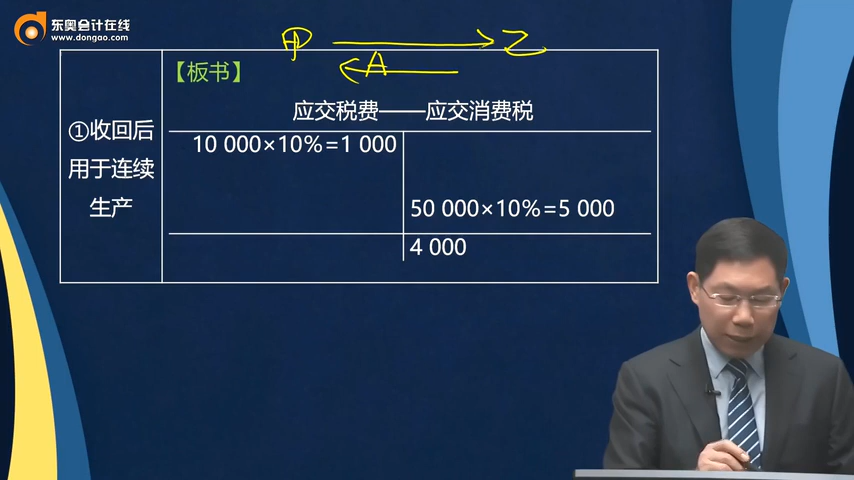 东奥会计在线
www.dongao.com
甲 乙
A
【板书】
应交税费——应交消费税
①收回后
用于连续
生产
10 000×10%=1 000
50 000×10%=5 000
4 000